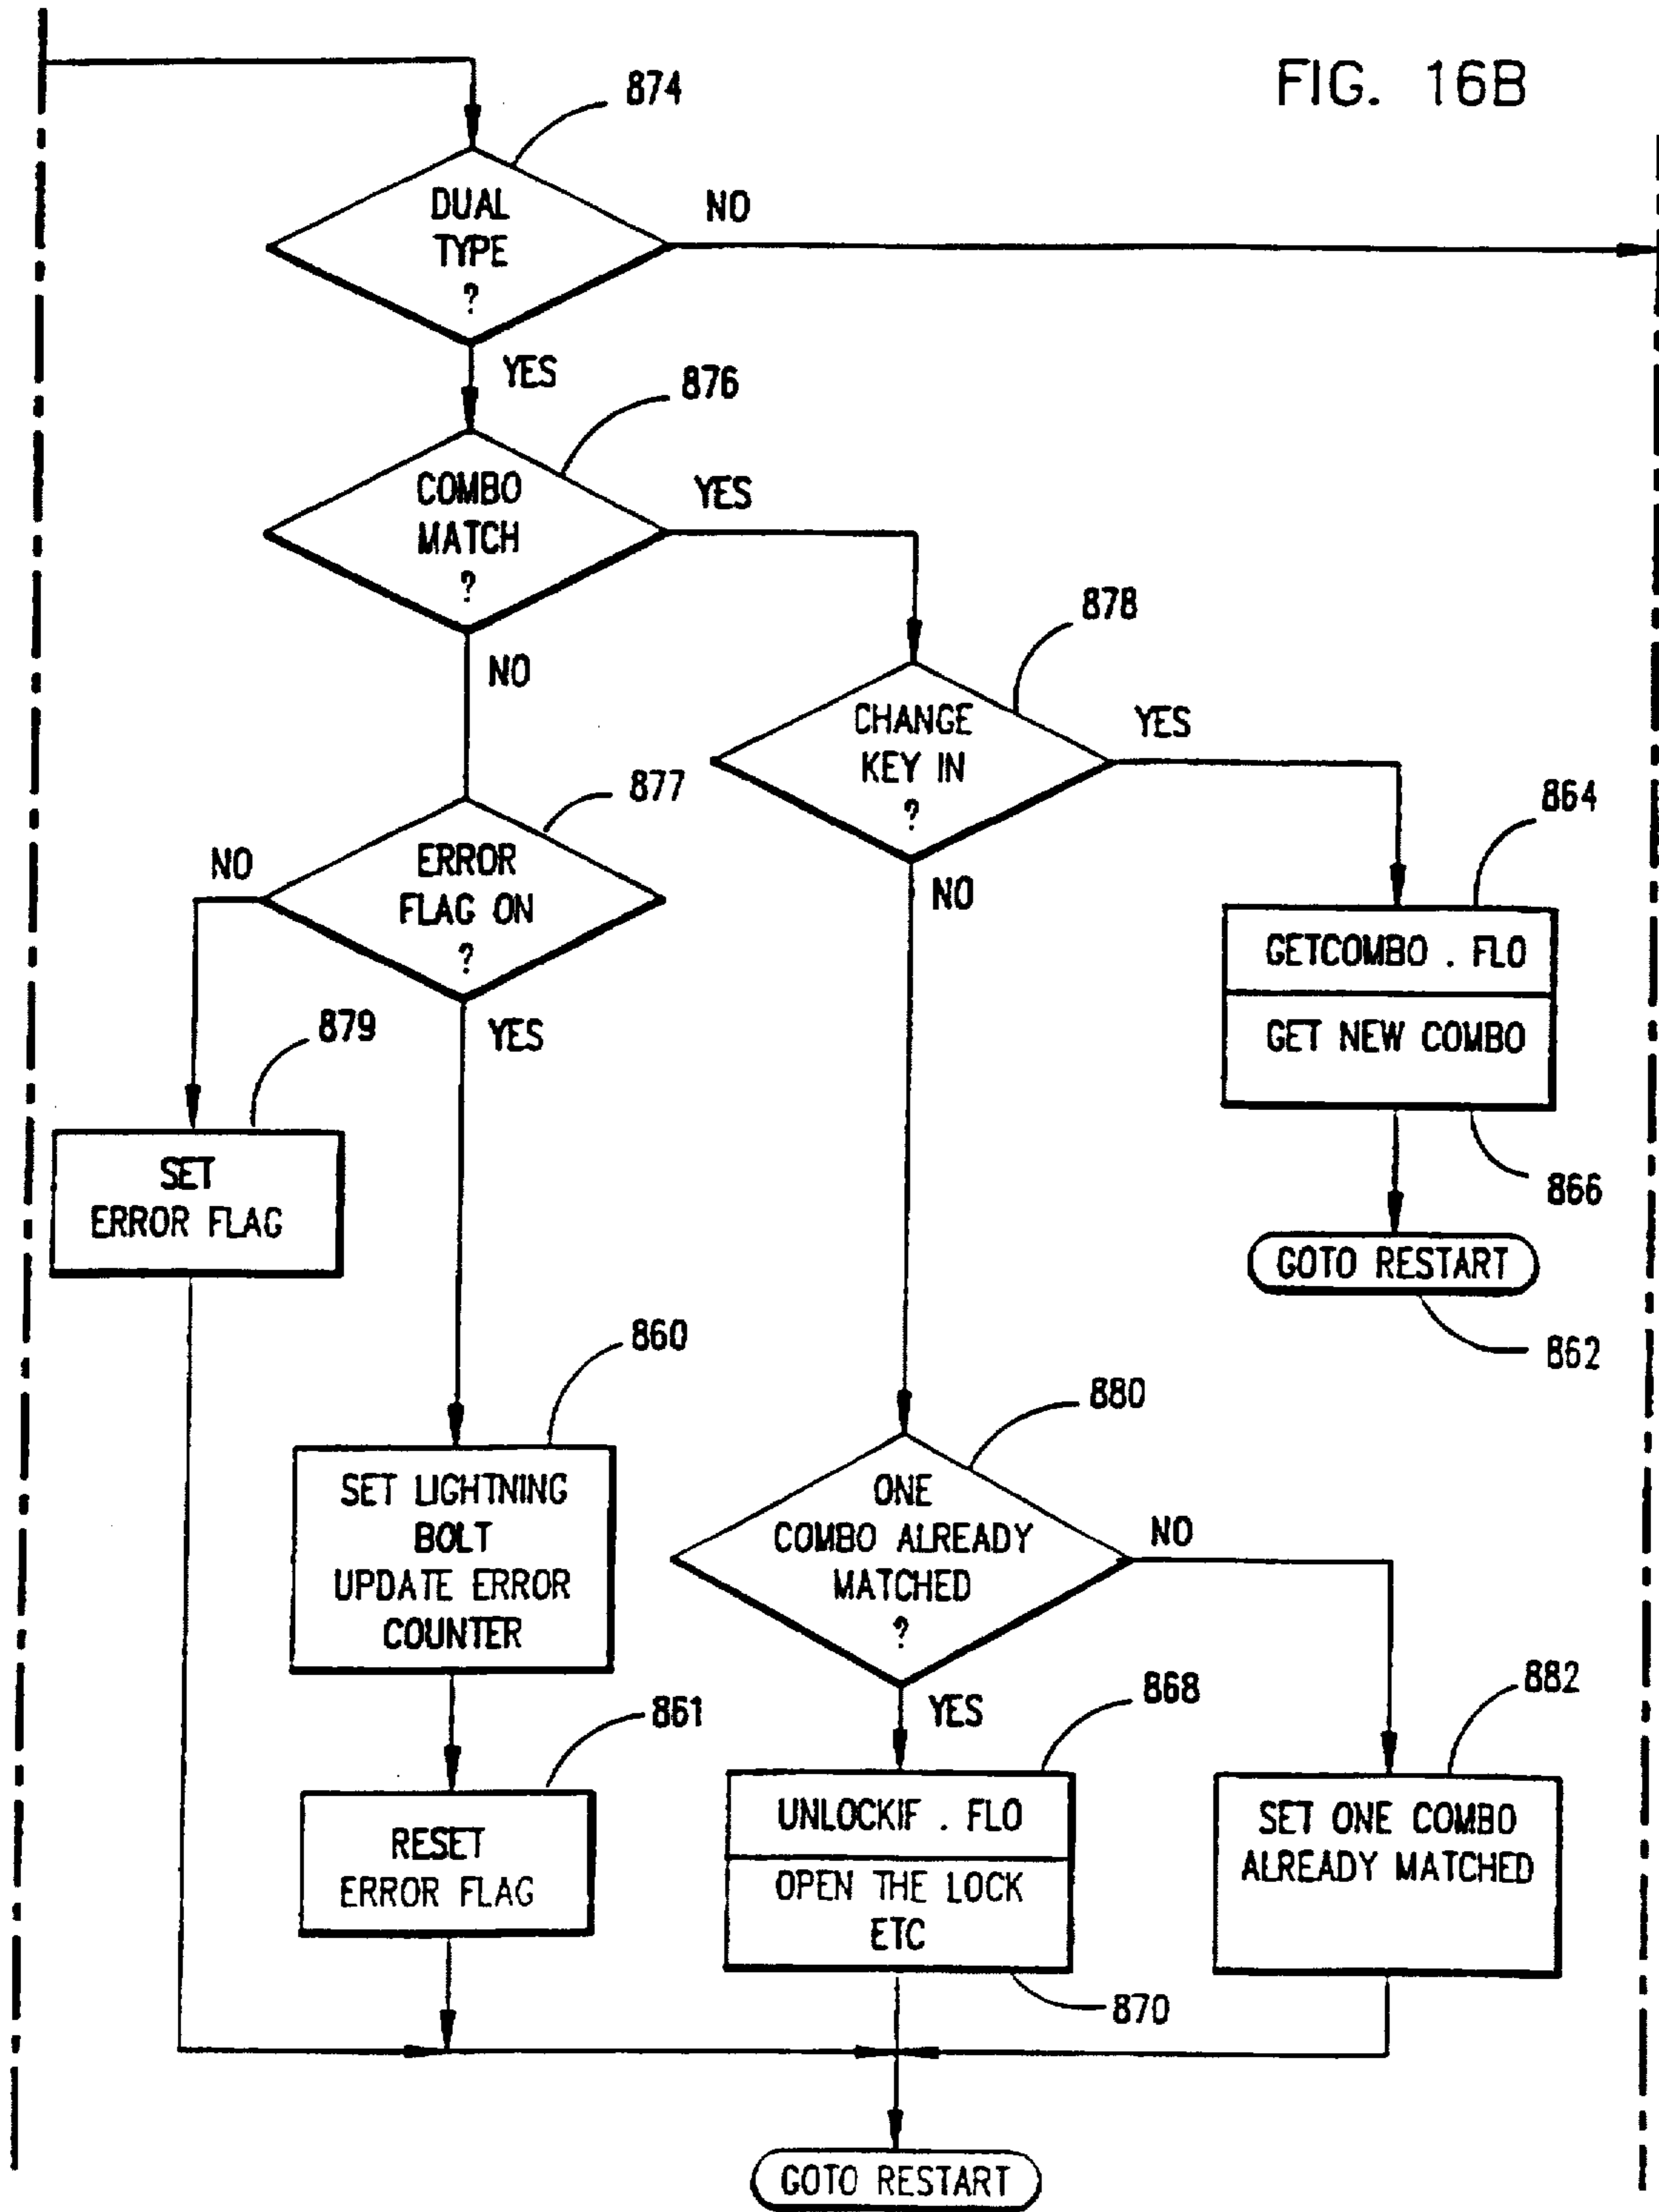 FIG. 16B
874
DUAL
TYPE
?
NO
YES
876
COMBO
MATCH
?
YES
NO
878
CHANGE
KEY IN
?
YES
NO
877
ERROR
FLAG ON
?
NO
YES
864
GETCOMBO . FLO
GET NEW COMBO
866
GOTO RESTART
862
879
SET
ERROR FLAG
860
SET LIGHTNING
BOLT
UPDATE ERROR
COUNTER
880
ONE
COMBO ALREADY
MATCHED
?
NO
YES
861
RESET
ERROR FLAG
868
UNLOCKIF . FLO
OPEN THE LOCK
ETC
870
882
SET ONE COMBO
ALREADY MATCHED
GOTO RESTART